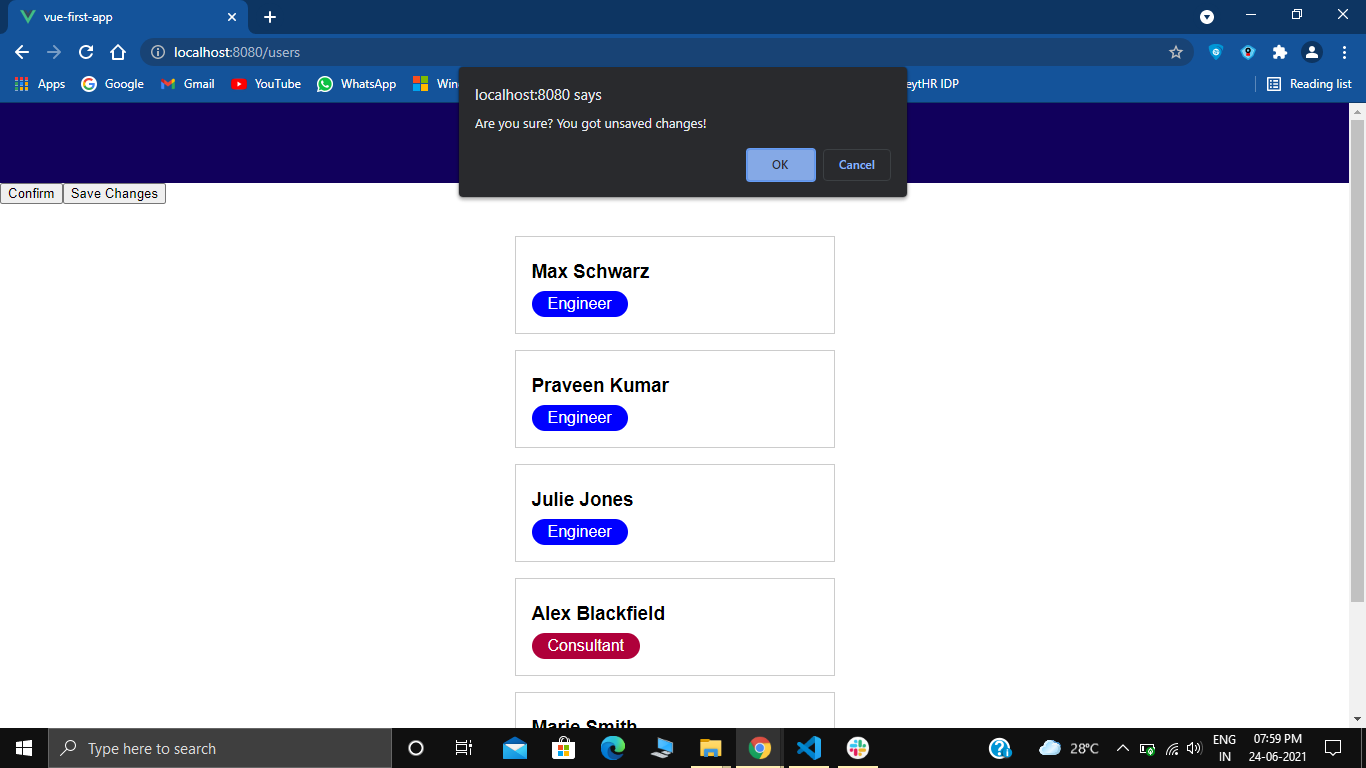 vue-first-app
localhost:8080/users
Apps Google Gmail YouTube WhatsApp Win eytHR IDP Reading list
localhost:8080 says
Are you sure? You got unsaved changes!
OK Cancel
Confirm Save Changes
Max Schwarz
Engineer
Praveen Kumar
Engineer
Julie Jones
Engineer
Alex Blackfield
Consultant
Marie Smith
Type here to search
28°C
ENG
IN
07:59 PM
24-06-2021